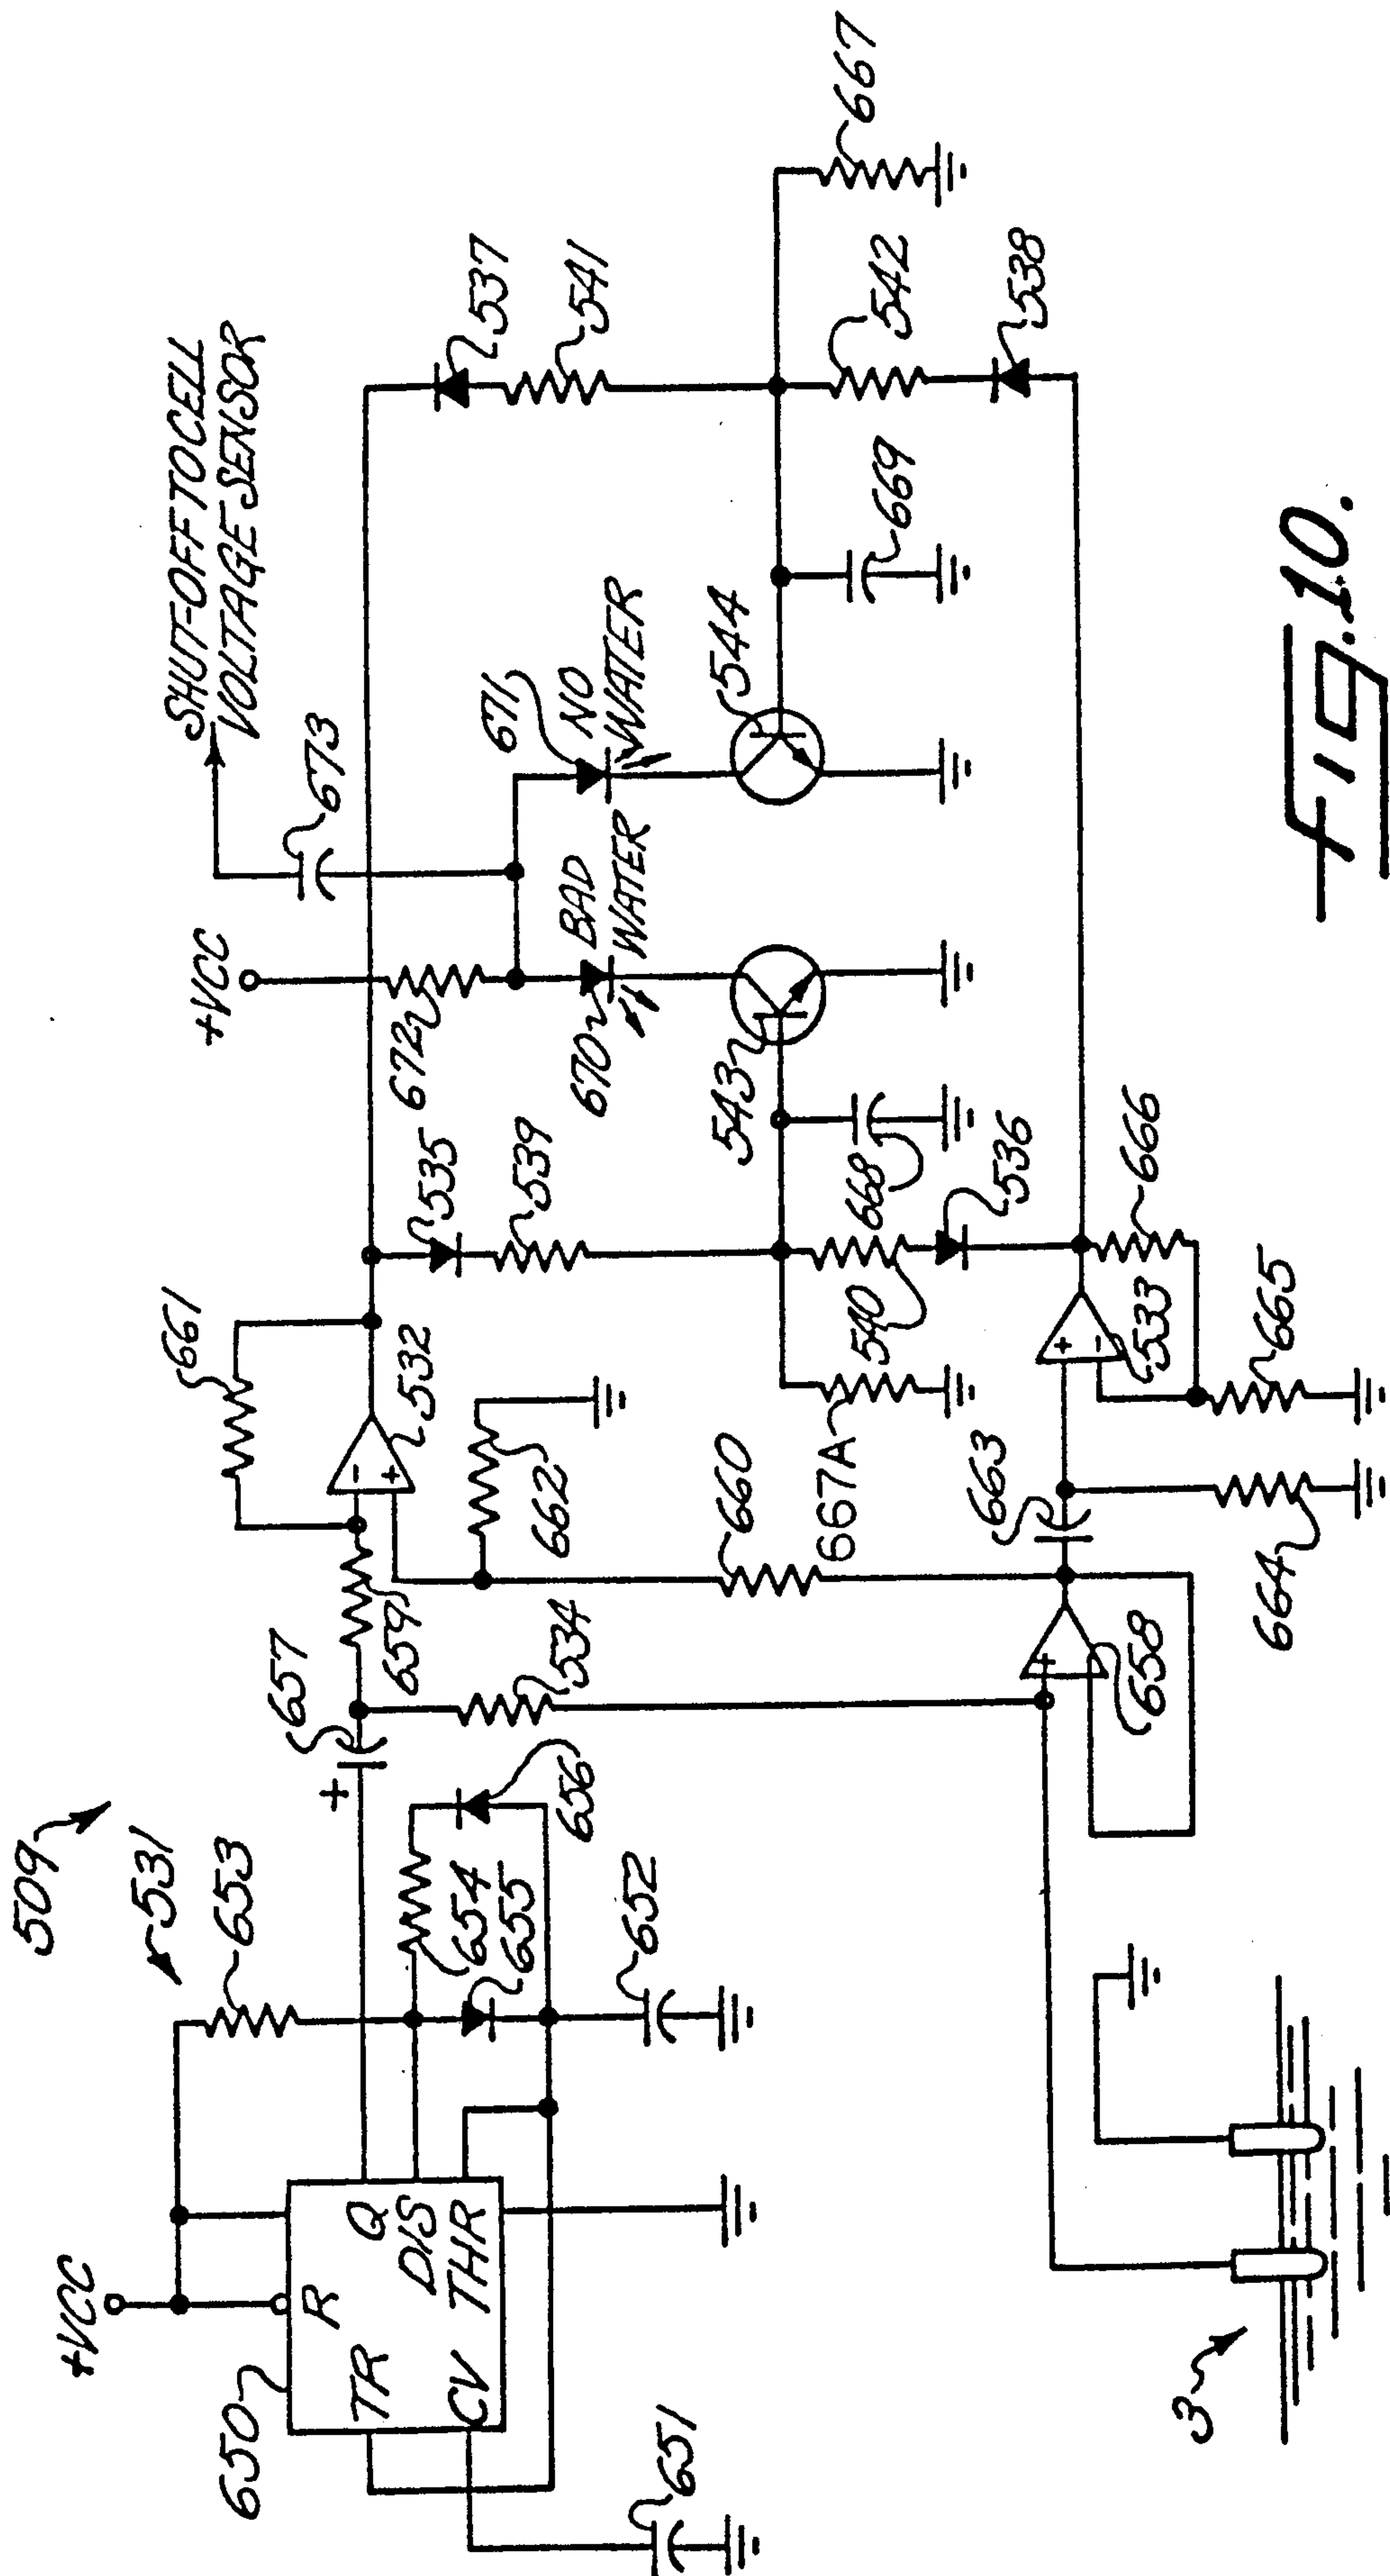 509
531
+VCC
650
R
TR
Q
DIS
CV
THR
651
653
654
655
656
652
657
659
534
661
532
662
660
658
663
664
665
666
533
667A
540
668
536
535
539
+VCC
672
673
SHUT-OFF TO CELL
VOLTAGE SENSOR
670
BAD
WATER
671
NO
WATER
543
544
669
537
541
542
538
667
3
+
-
+
+
+
-
Fig. 10.